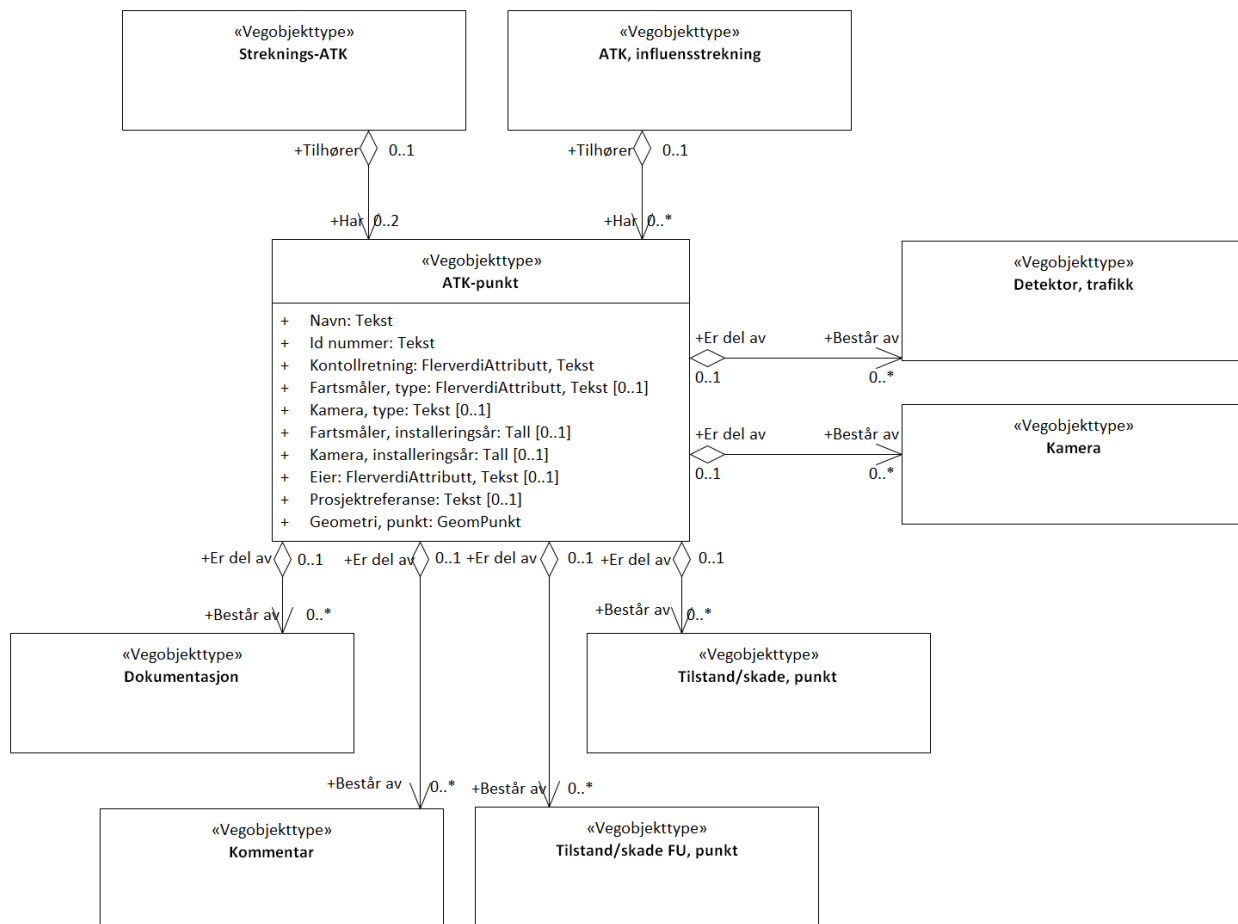 «Vegobjekttype»
Streknings-ATK
«Vegobjekttype»
ATK, influensstrekning
+Tilhører 0..1
+Tilhører 0..1
+Har 0..2
+Har 0..*
«Vegobjekttype»
ATK-punkt
+ Navn: Tekst
+ Id nummer: Tekst
+ Kontollretning: FlerverdiAttributt, Tekst
+ Fartsmåler, type: FlerverdiAttributt, Tekst [0..1]
+ Kamera, type: Tekst [0..1]
+ Fartsmåler, installeringsår: Tall [0..1]
+ Kamera, installeringsår: Tall [0..1]
+ Eier: FlerverdiAttributt, Tekst [0..1]
+ Prosjektreferanse: Tekst [0..1]
+ Geometri, punkt: GeomPunkt
«Vegobjekttype»
Detektor, trafikk
+Er del av +Består av
0..1 0..*
«Vegobjekttype»
Kamera
+Er del av +Består av
0..1 0..*
+Er del av 0..1
+Er del av 0..1
+Er del av 0..1
+Er del av 0..1
+Består av 0..*
+Består av 0..*
«Vegobjekttype»
Dokumentasjon
«Vegobjekttype»
Tilstand/skade, punkt
+Består av 0..*
+Består av 0..*
«Vegobjekttype»
Kommentar
«Vegobjekttype»
Tilstand/skade FU, punkt